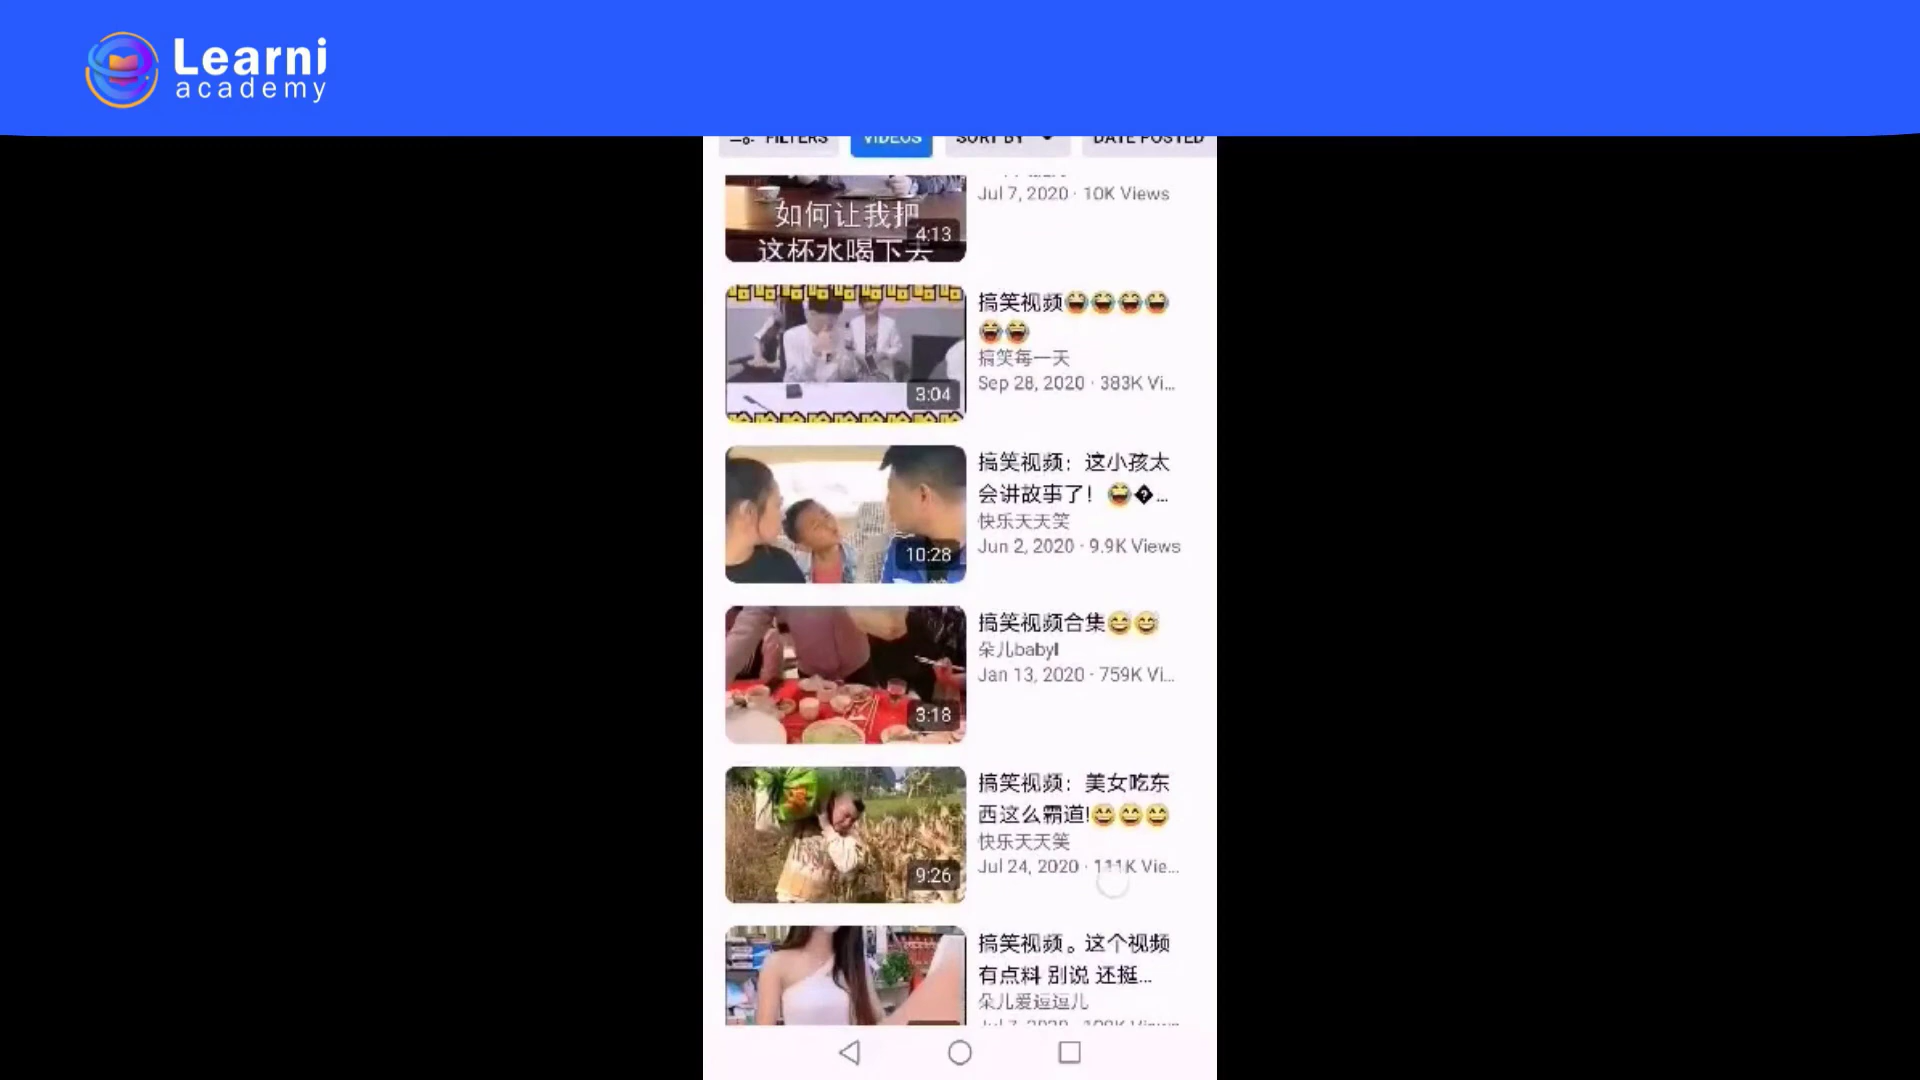 Learni
academy
FILTERS
VIDEOS
SORT BY
DATE POSTED
Jul 7, 2020 · 10K Views
如何让我把
这杯水喝下去
4:13
搞笑视频😂😂😂😂
😂😂
搞笑每一天
Sep 28, 2020 · 383K Vi...
3:04
搞笑视频：这小孩太
会讲故事了！😂�...
快乐天天笑
Jun 2, 2020 · 9.9K Views
10:28
搞笑视频合集😅😅
朵儿babyl
Jan 13, 2020 · 759K Vi...
3:18
搞笑视频：美女吃东
西这么霸道!😄😄😄
快乐天天笑
Jul 24, 2020 · 111K Vie...
9:26
搞笑视频。这个视频
有点料 别说 还挺...
朵儿爱逗逗儿